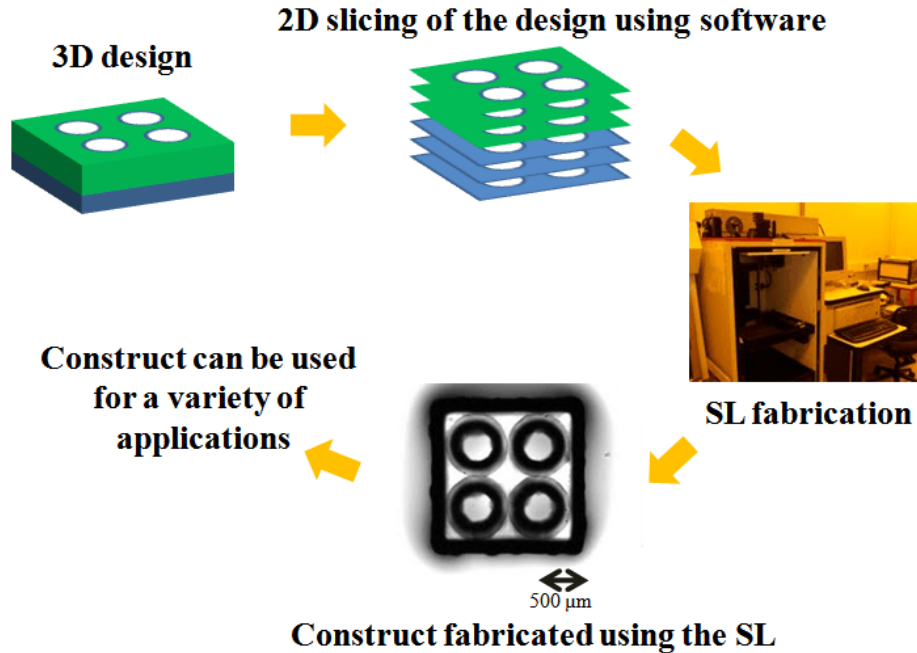 2D slicing of the design using software
3D design
SL fabrication
Construct can be used
for a variety of
applications
500 µm
Construct fabricated using the SL